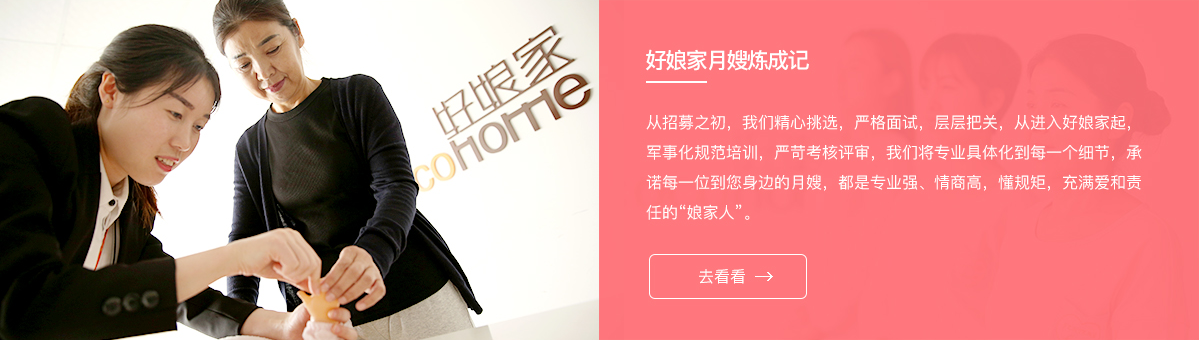 好娘家
cohome
好娘家月嫂炼成记
从招募之初，我们精心挑选，严格面试，层层把关，从进入好娘家起，
军事化规范培训，严苛考核评审，我们将专业具体化到每一个细节，承
诺每一位到您身边的月嫂，都是专业强、情商高，懂规矩，充满爱和责
任的“娘家人”。
去看看 →